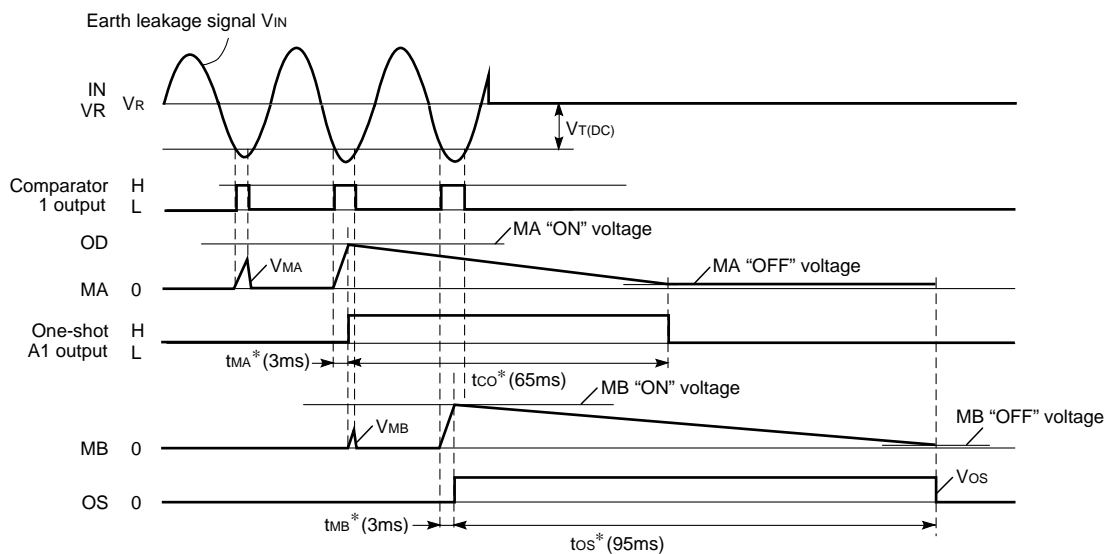 Earth leakage signal VIN
IN
VR
VR
VT(DC)
Comparator
1 output
H
L
OD
MA "ON" voltage
VMA
MA "OFF" voltage
MA 0
One-shot
A1 output
H
L
tMA* (3ms)
tCO* (65ms)
MB "ON" voltage
VMB
MB "OFF" voltage
MB 0
OS 0
VOS
tMB* (3ms)
tOS* (95ms)